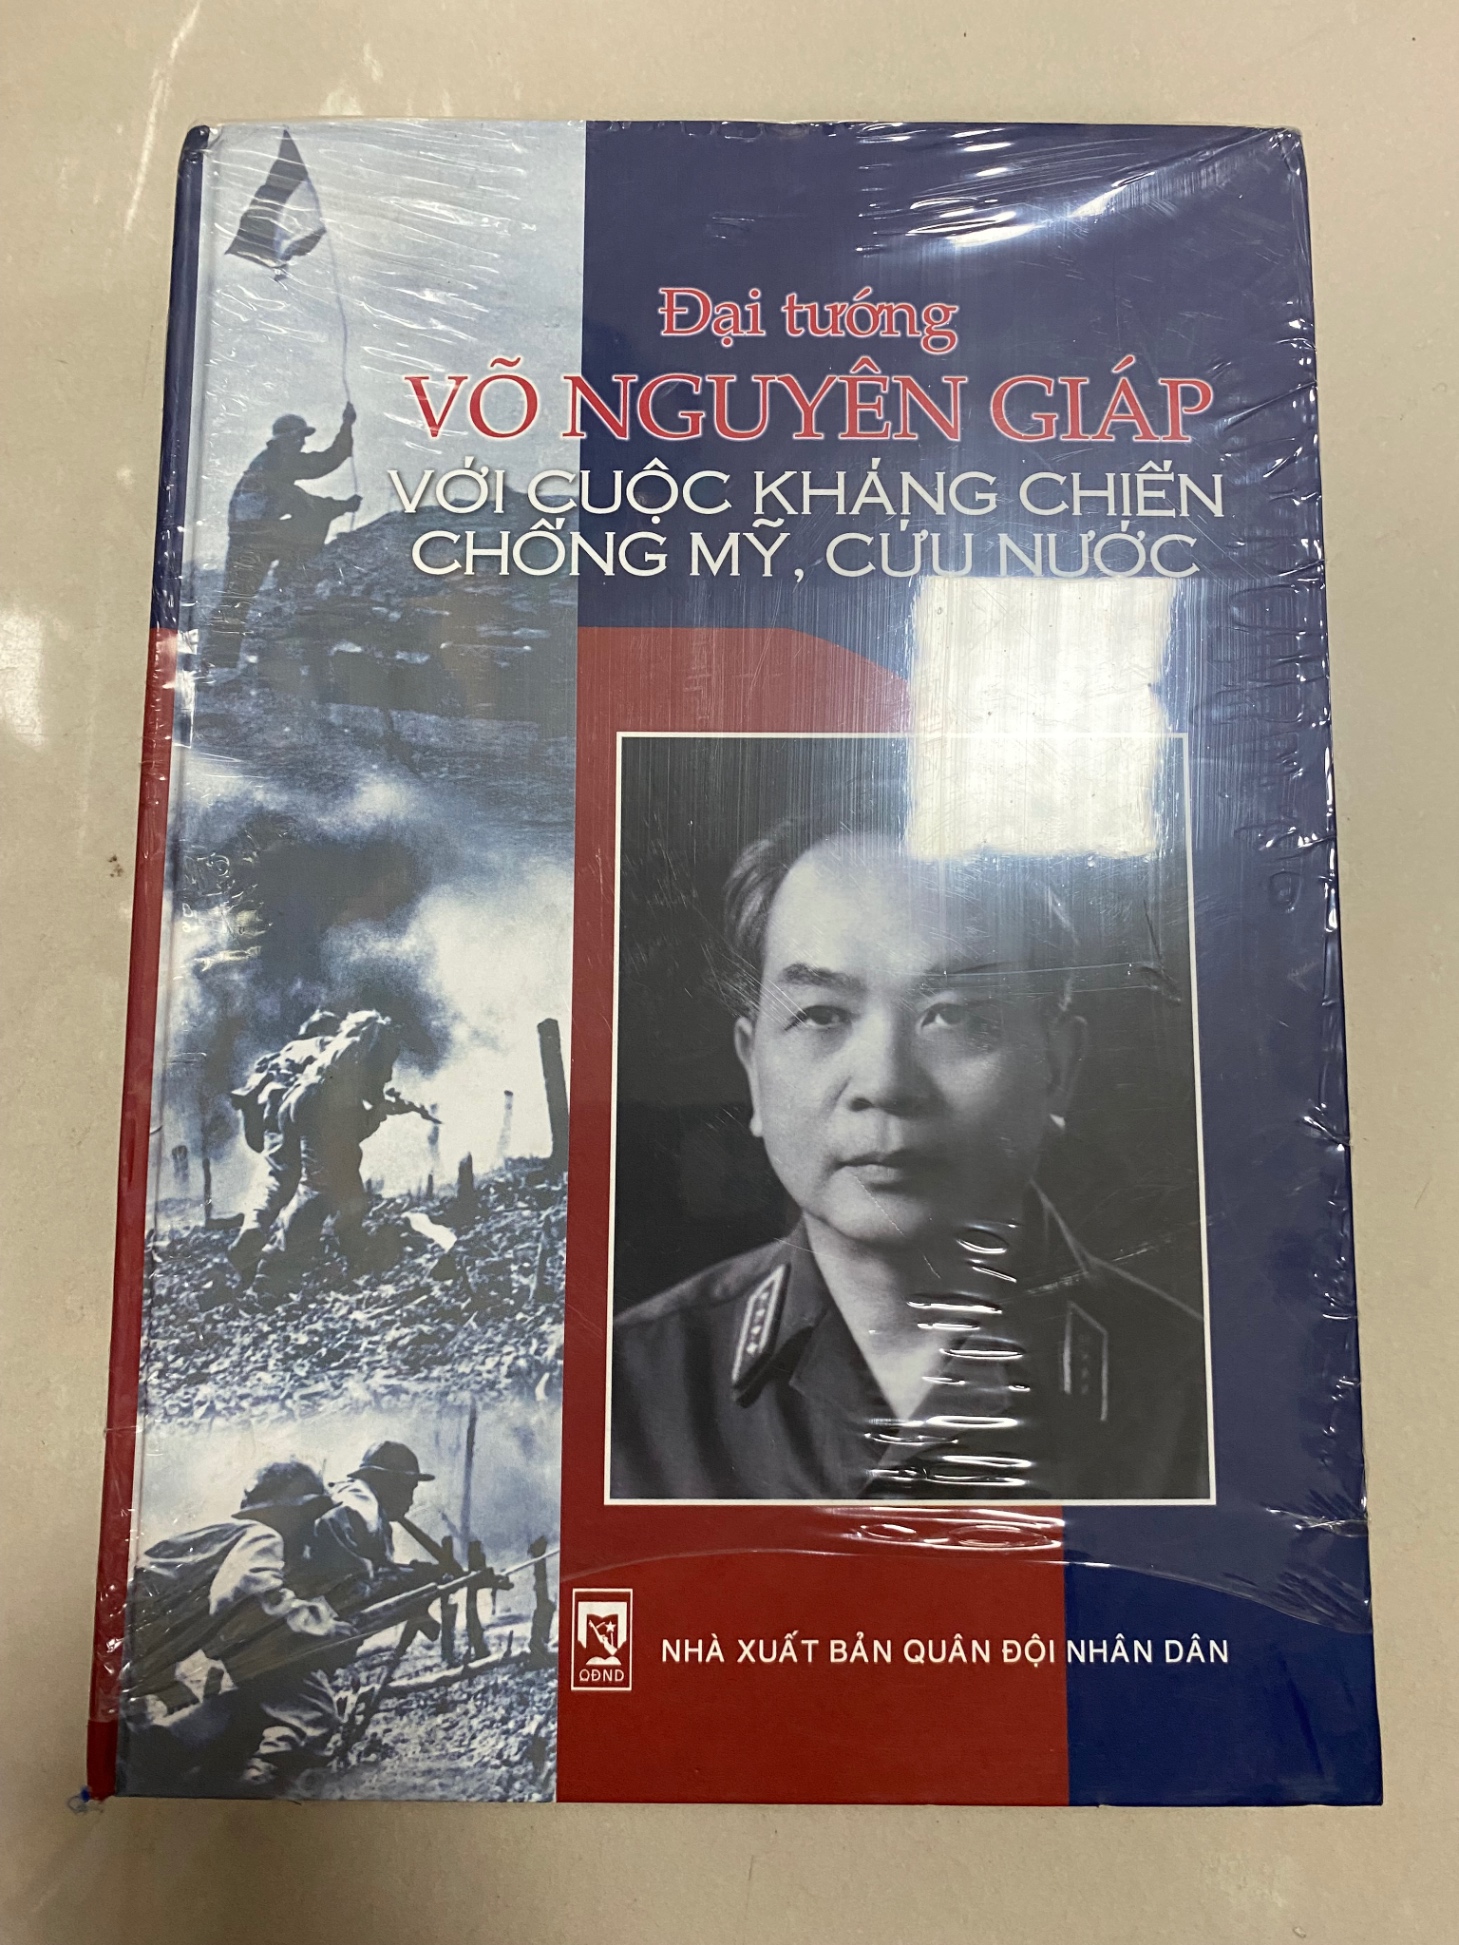 Đại tướng
VÕ NGUYÊN GIÁP
VỚI CUỘC KHÁNG CHIẾN
CHỐNG MỸ, CỨU NƯỚC
QĐND
NHÀ XUẤT BẢN QUÂN ĐỘI NHÂN DÂN